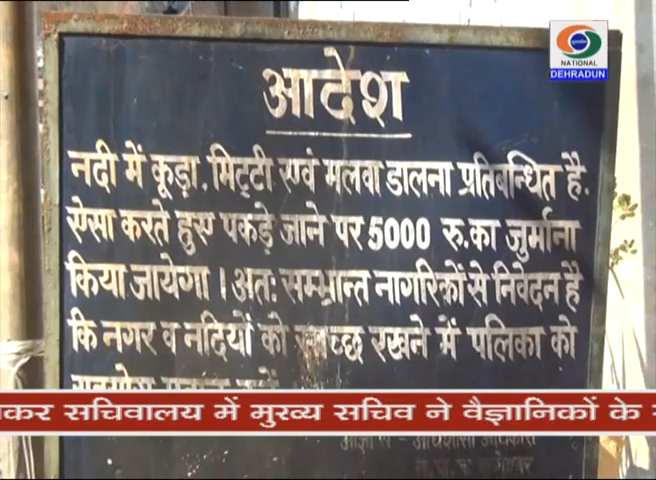 NATIONAL
DEHRADUN
आदेश
नदी में कूड़ा, मिट्टी एवं मलवा डालना प्रतिबन्धित है.
ऐसा करते हुए पकड़े जाने पर 5000 रु.का जुर्माना
किया जायेगा । अतः सम्भ्रान्त नागरिकों से निवेदन है
कि नगर व नदियों को स्वच्छ रखने में पलिका को
सचिवालय में मुख्य सचिव ने वैज्ञानिकों के